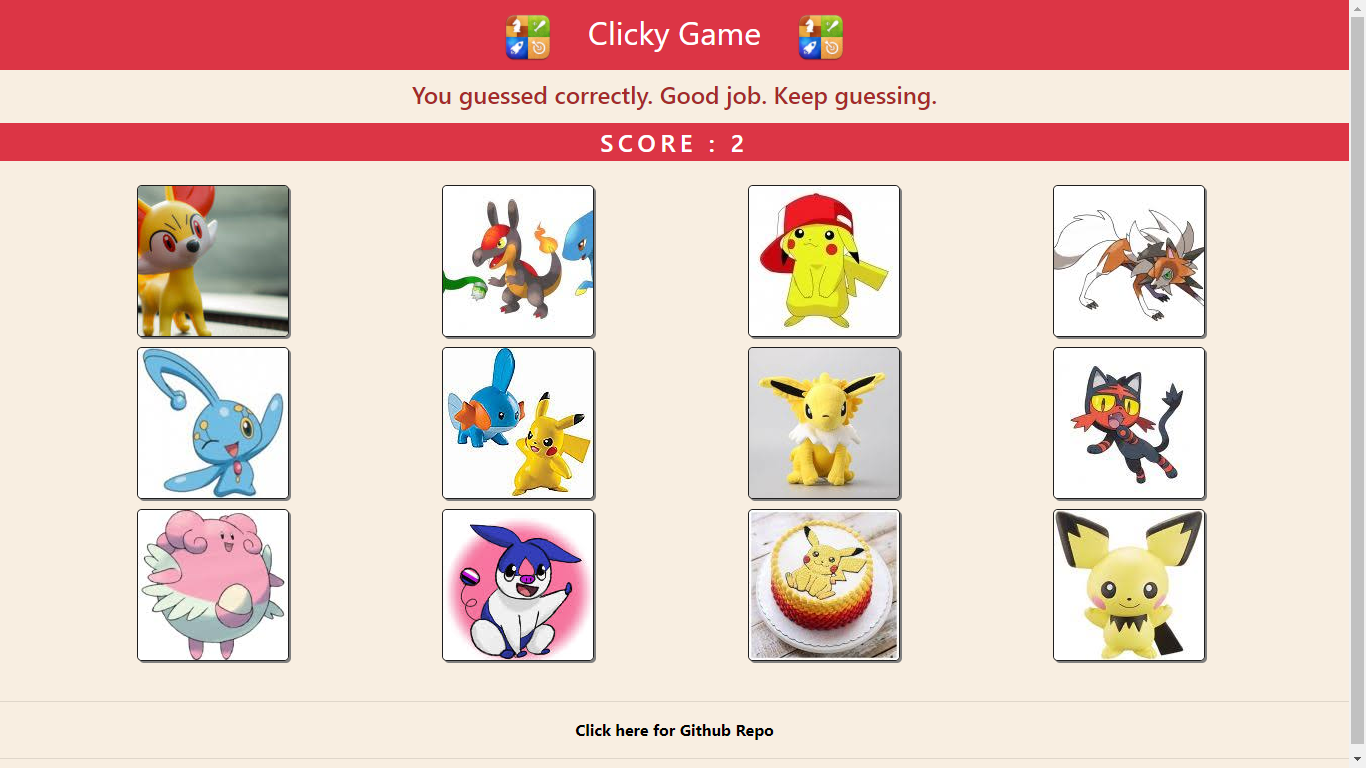 Clicky Game
You guessed correctly. Good job. Keep guessing.
SCORE : 2
Click here for Github Repo